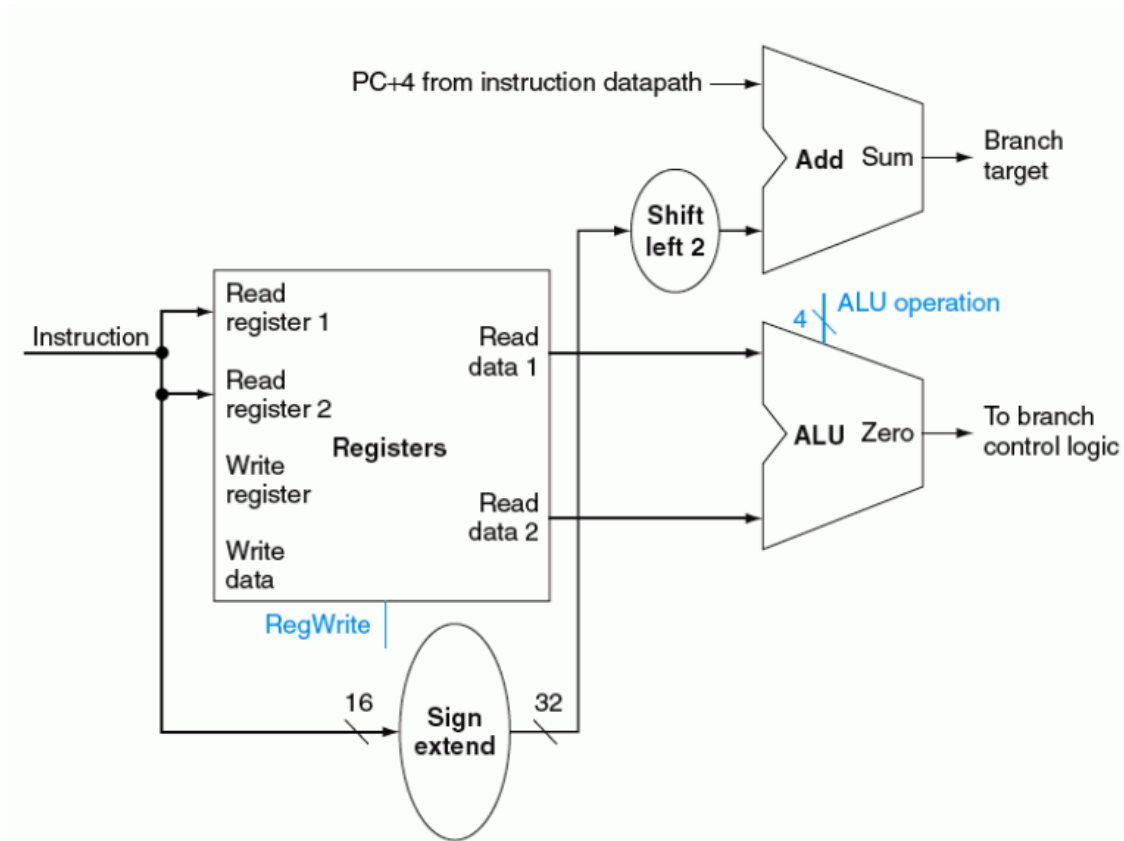 PC+4 from instruction datapath
Add Sum
Branch
target
Shift
left 2
Instruction
Read
register 1
Read
register 2
Write
register
Write
data
Registers
Read
data 1
Read
data 2
RegWrite
4
ALU operation
ALU Zero
To branch
control logic
16
Sign
extend
32